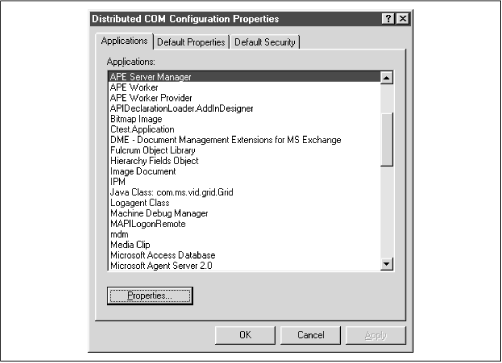 Distributed COM Configuration Properties
Applications Default Properties Default Security
Applications:
APE Server Manager
APE Worker
APE Worker Provider
APIDeclarationLoader.AddInDesigner
Bitmap Image
Ctest.Application
DME - Document Management Extensions for MS Exchange
Fulcrum Object Library
Hierarchy Fields Object
Image Document
IPM
Java Class: com.ms.vid.grid.Grid
Logagent Class
Machine Debug Manager
MAPILogonRemote
mdm
Media Clip
Microsoft Access Database
Microsoft Agent Server 2.0
Properties...
OK Cancel Apply